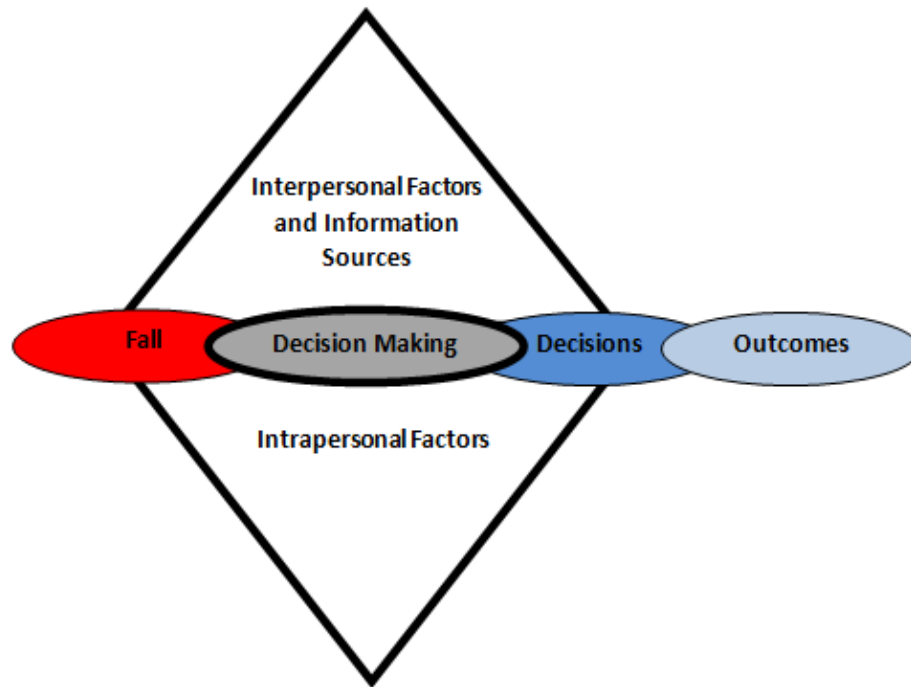 Interpersonal Factors
and Information
Sources
Fall
Decision Making
Decisions
Outcomes
Intrapersonal Factors